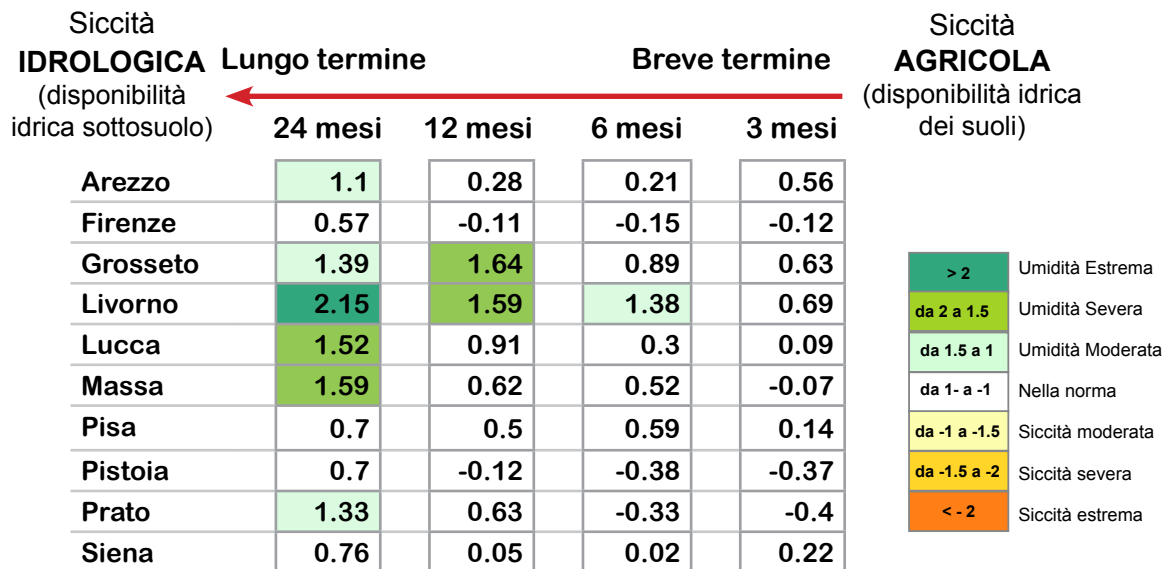 Siccità
IDROLOGICA
(disponibilità
idrica sottosuolo)
Lungo termine
Breve termine
Siccità
AGRICOLA
(disponibilità idrica
dei suoli)
24 mesi 12 mesi 6 mesi 3 mesi
Arezzo 1.1 0.28 0.21 0.56
Firenze 0.57 -0.11 -0.15 -0.12
Grosseto 1.39 1.64 0.89 0.63
Livorno 2.15 1.59 1.38 0.69
Lucca 1.52 0.91 0.3 0.09
Massa 1.59 0.62 0.52 -0.07
Pisa 0.7 0.5 0.59 0.14
Pistoia 0.7 -0.12 -0.38 -0.37
Prato 1.33 0.63 -0.33 -0.4
Siena 0.76 0.05 0.02 0.22
> 2 Umidità Estrema
da 2 a 1.5 Umidità Severa
da 1.5 a 1 Umidità Moderata
da 1- a -1 Nella norma
da -1 a -1.5 Siccità moderata
da -1.5 a -2 Siccità severa
< - 2 Siccità estrema